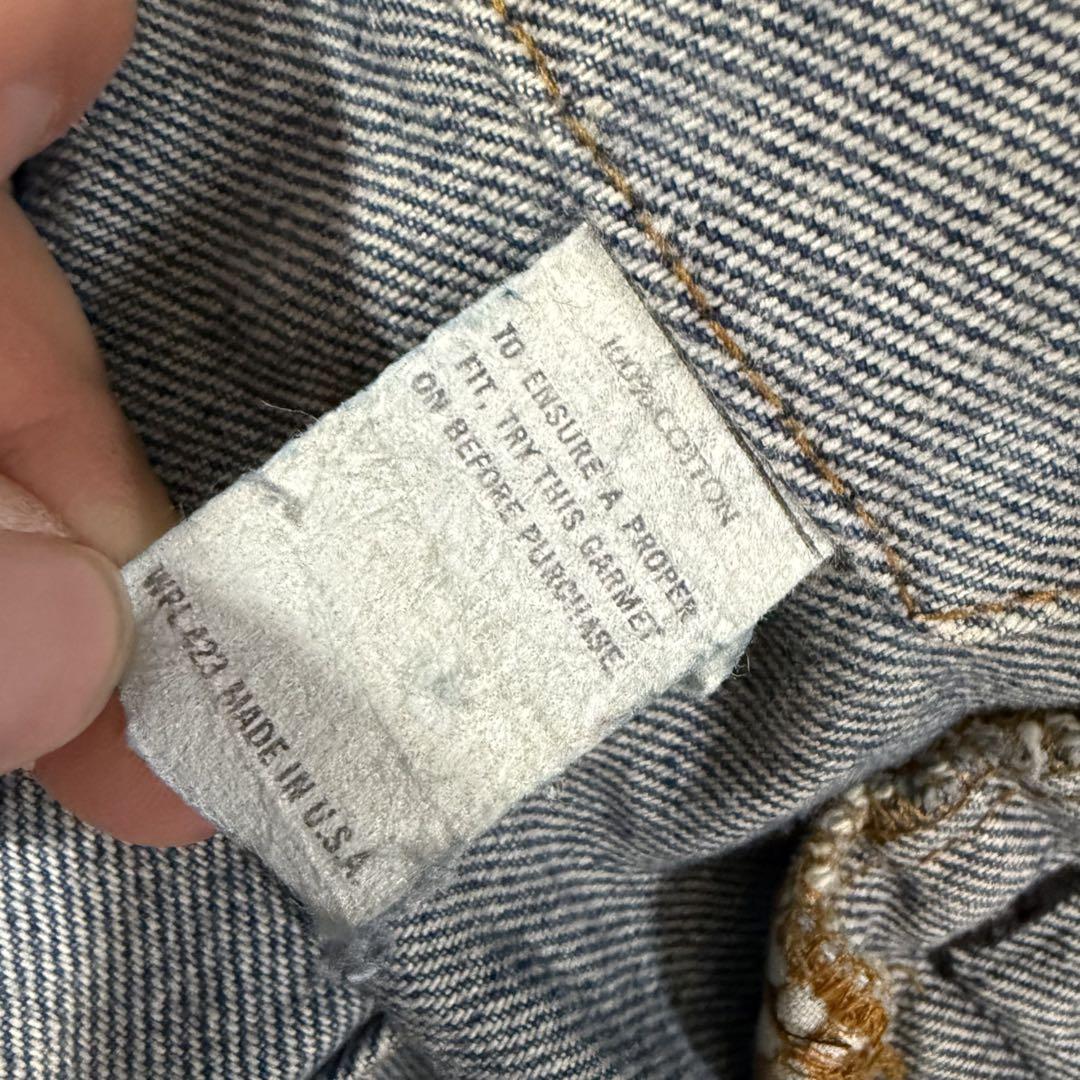 100% COTTON
TO ENSURE A PROPER
FIT, TRY THIS GARMET
ON BEFORE PURCHASE
WPL 423 MADE IN U.S.A.